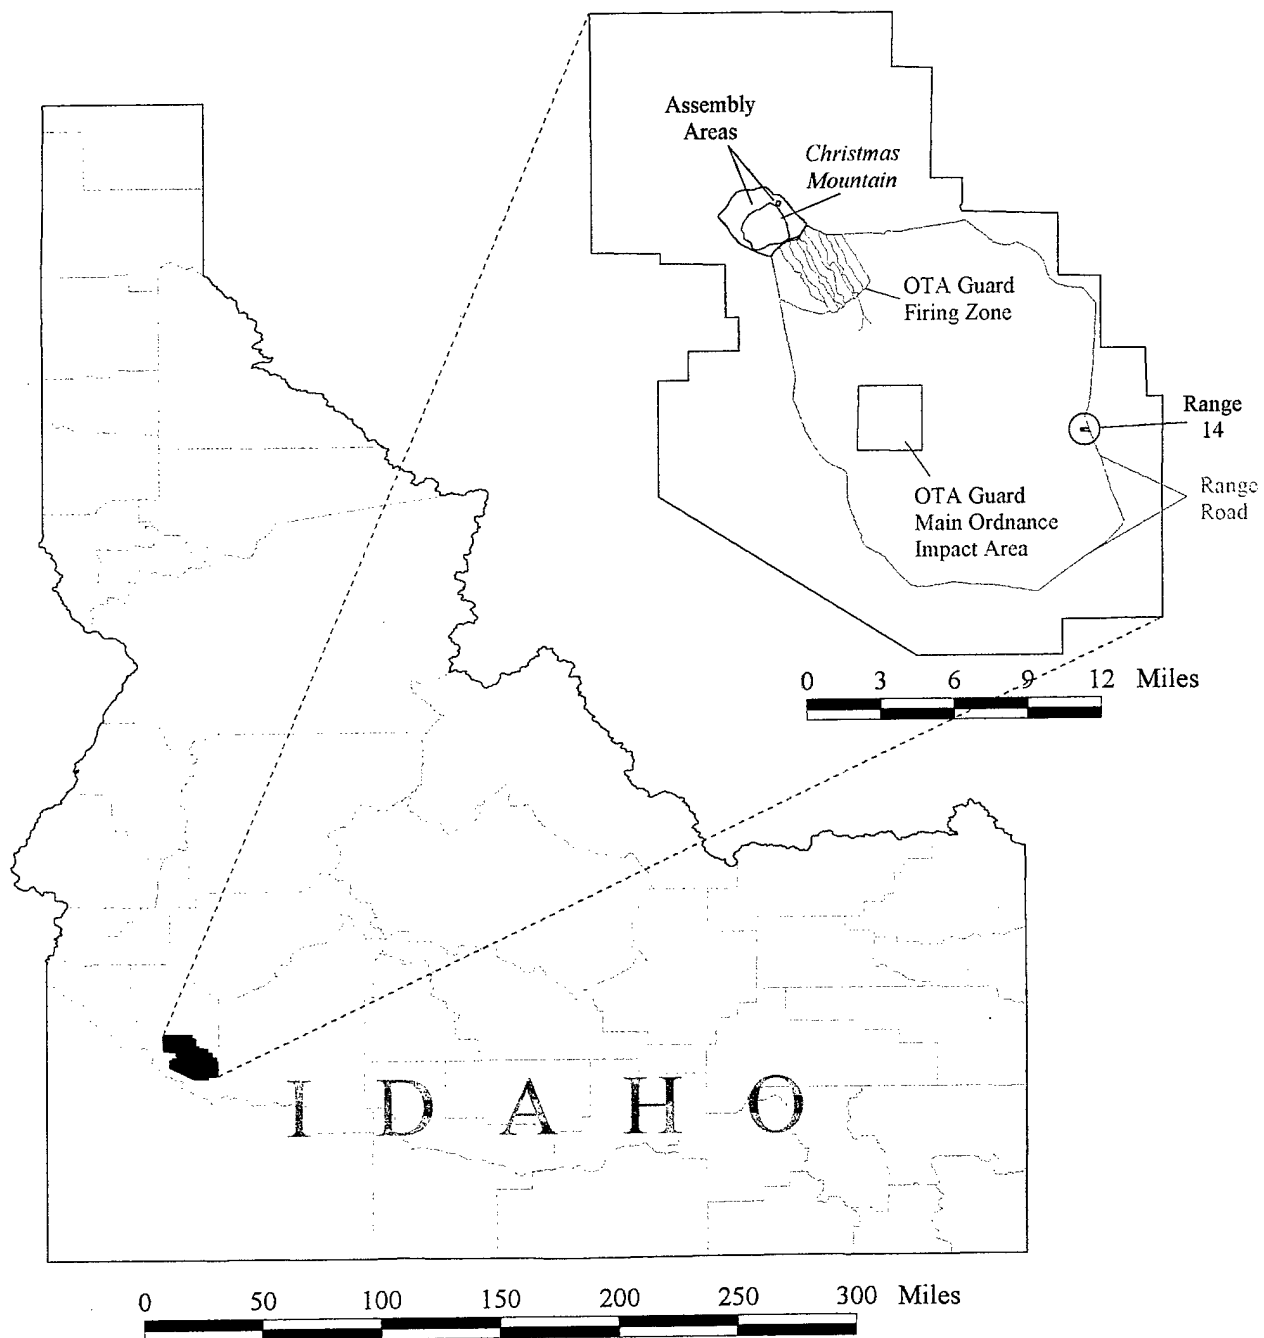 Assembly
Areas
Christmas
Mountain
OTA Guard
Firing Zone
Range
14
OTA Guard
Main Ordnance
Impact Area
Range
Road
0 3 6 9 12 Miles
I D A H O
0 50 100 150 200 250 300 Miles